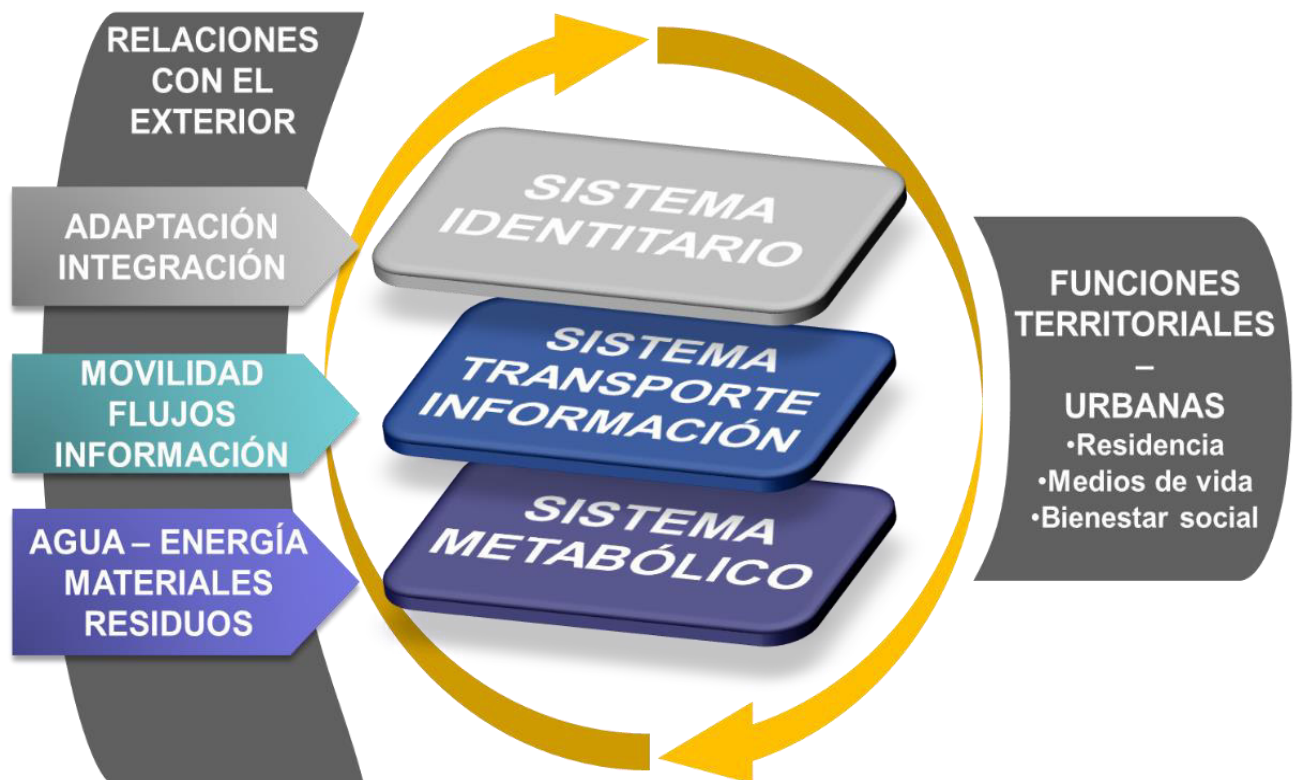 RELACIONES
CON EL
EXTERIOR
ADAPTACIÓN
INTEGRACIÓN
MOVILIDAD
FLUJOS
INFORMACIÓN
AGUA – ENERGÍA
MATERIALES
RESIDUOS
SISTEMA
IDENTITARIO
SISTEMA
TRANSPORTE
INFORMACIÓN
SISTEMA
METABÓLICO
FUNCIONES
TERRITORIALES
–
URBANAS
•Residencia
•Medios de vida
•Bienestar social